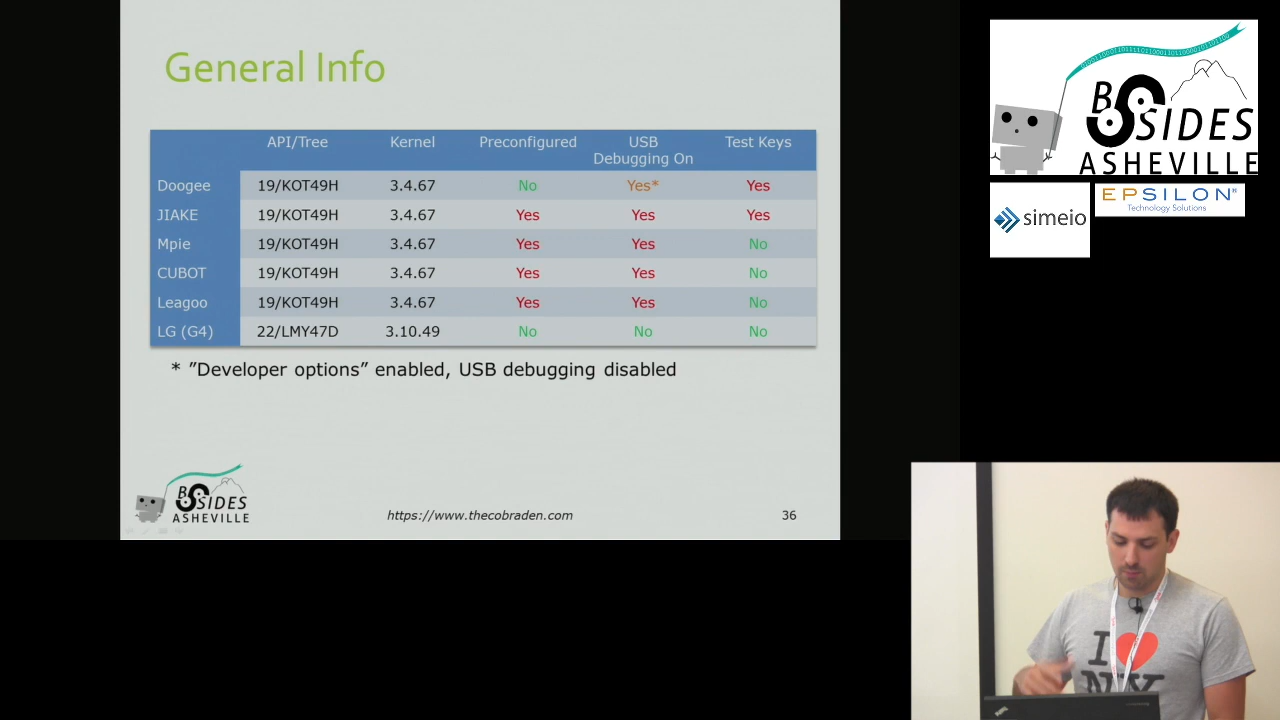 General Info
API/Tree Kernel Preconfigured USB Debugging On Test Keys
Doogee 19/KOT49H 3.4.67 No Yes* Yes
JIAKE 19/KOT49H 3.4.67 Yes Yes Yes
Mpie 19/KOT49H 3.4.67 Yes Yes No
CUBOT 19/KOT49H 3.4.67 Yes Yes No
Leagoo 19/KOT49H 3.4.67 Yes Yes No
LG (G4) 22/LMY47D 3.10.49 No No No
* ”Developer options” enabled, USB debugging disabled
BSIDES
ASHEVILLE
https://www.thecobraden.com
36
BSIDES
ASHEVILLE
simeio
EPSILON®
Technology Solutions
I
NY